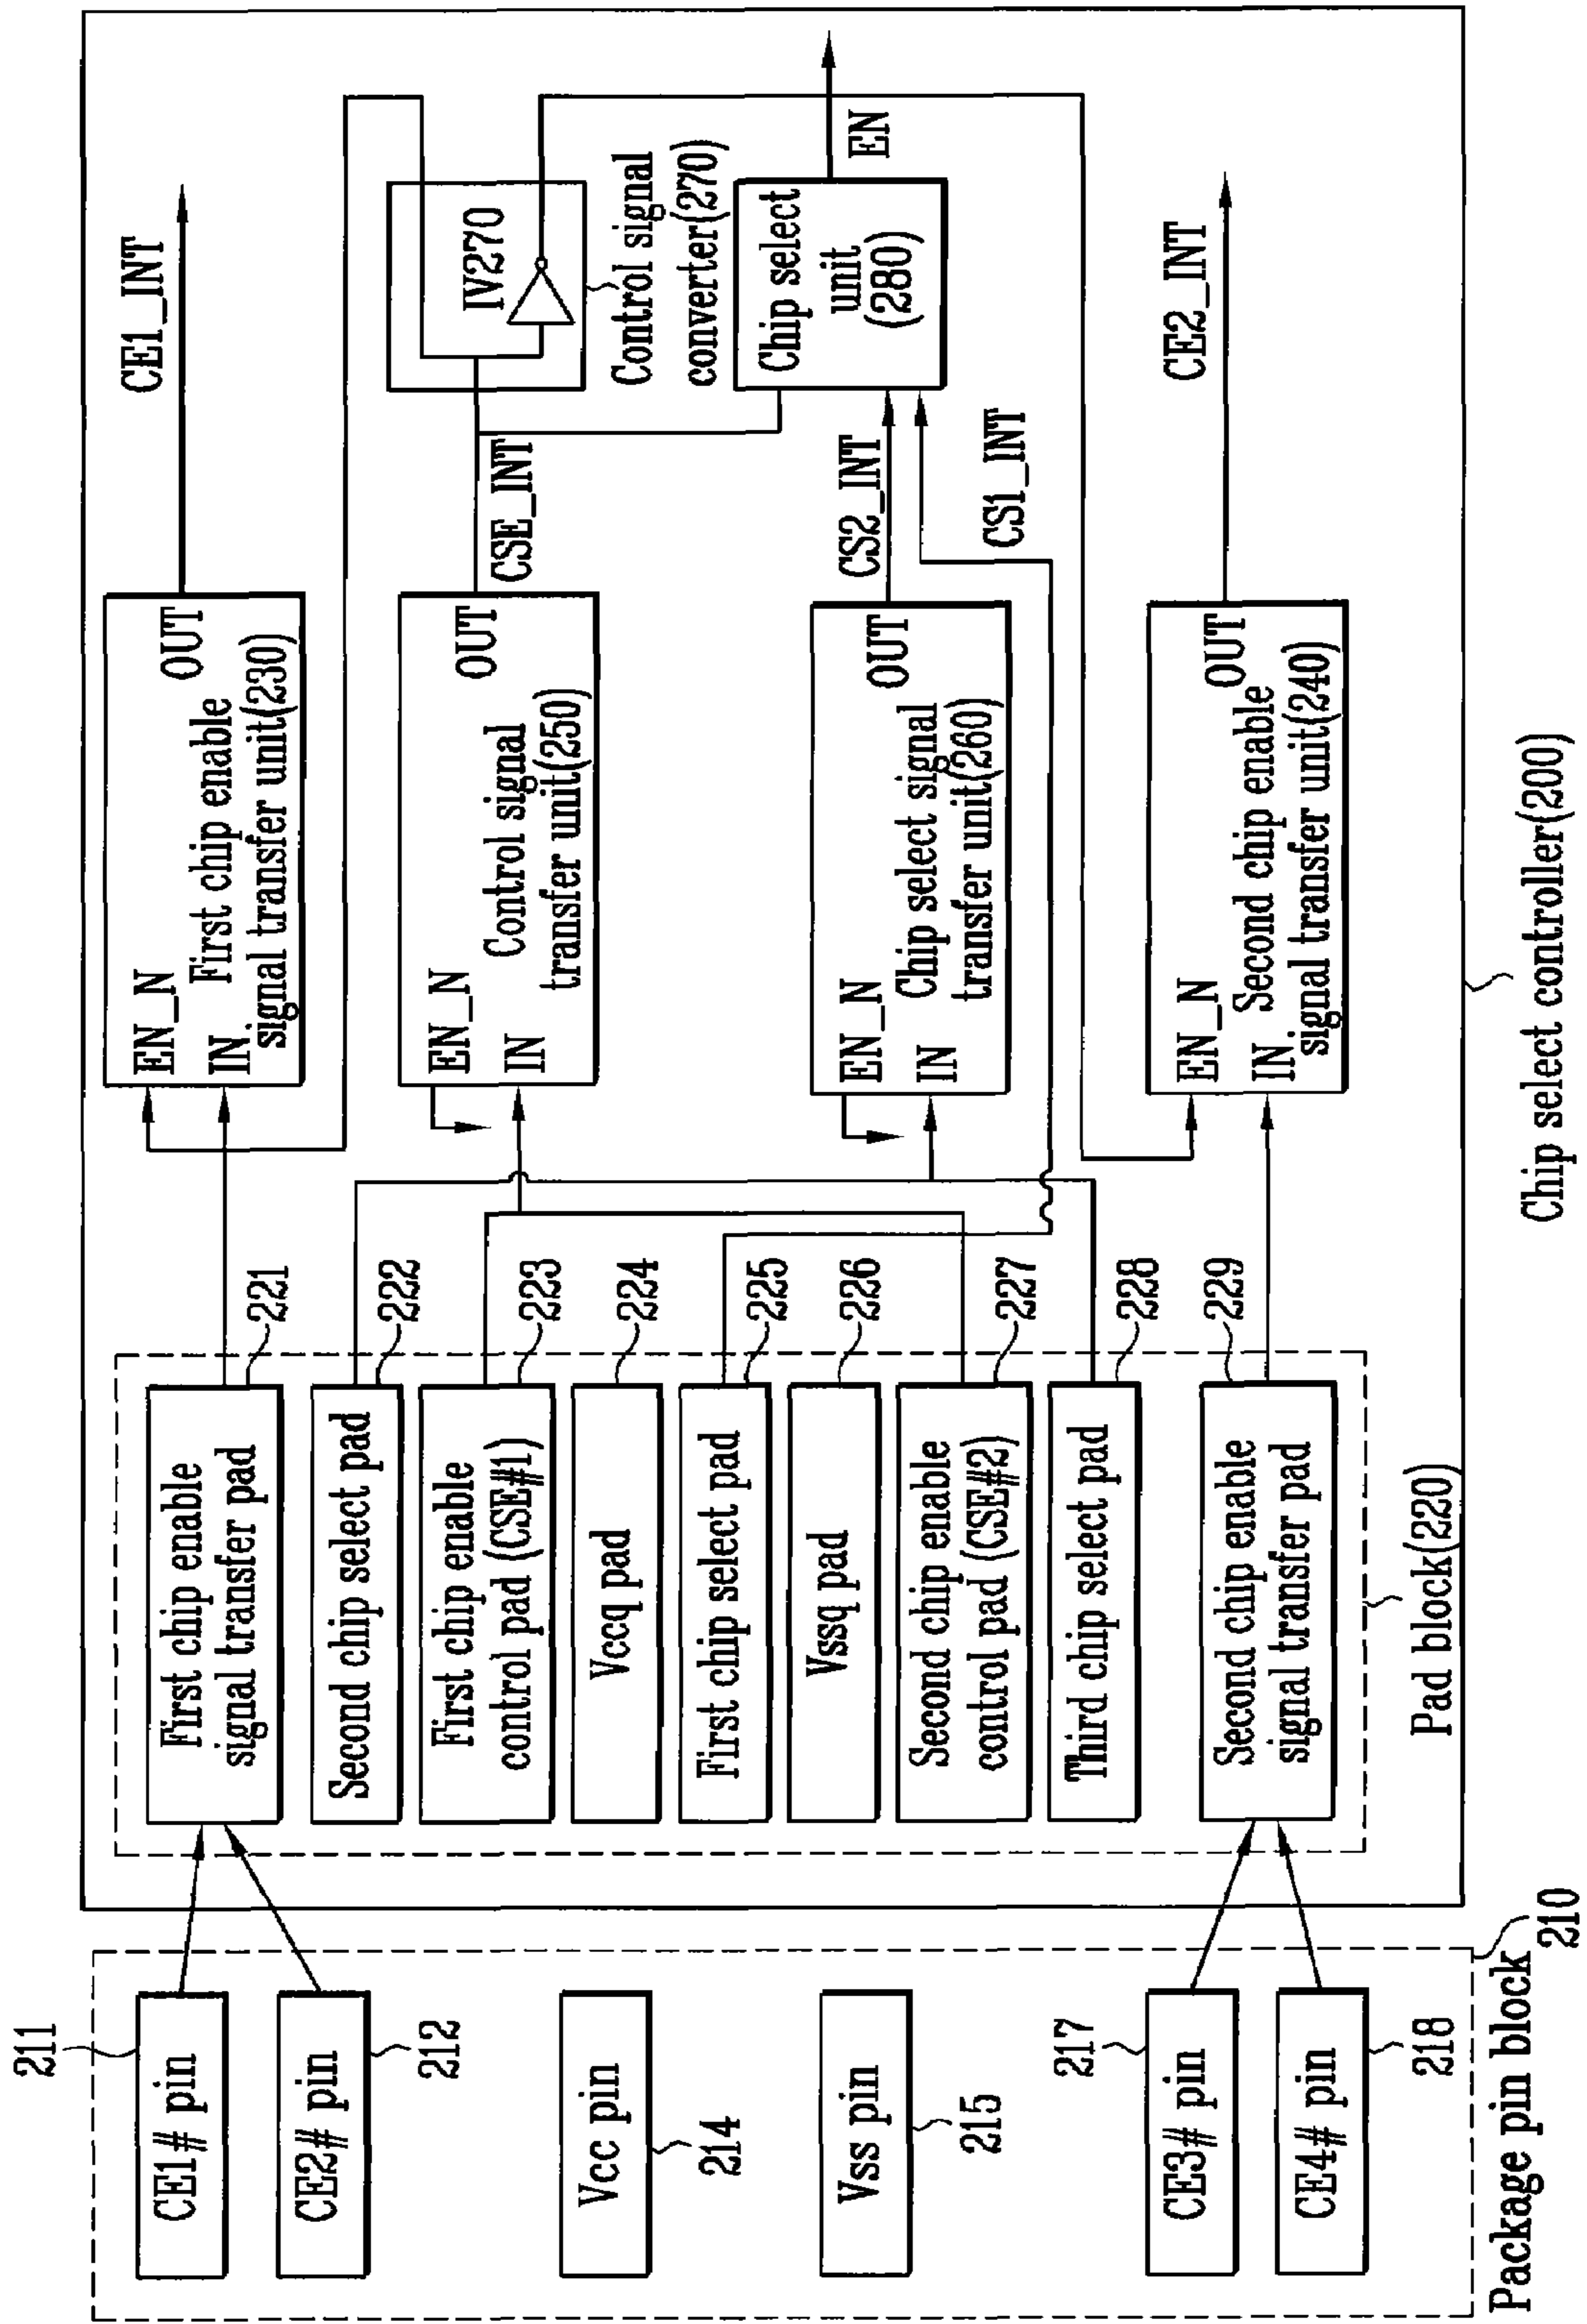 CE1# pin
211
CE2# pin
212
Vcc pin
214
Vss pin
215
CE3# pin
217
CE4# pin
218
Package pin block
210
First chip enable
signal transfer pad
221
Second chip select pad
222
First chip enable
control pad (CSE#1)
223
Vccq pad
224
First chip select pad
225
Vssq pad
226
Second chip enable
control pad (CSE#2)
227
Third chip select pad
228
Second chip enable
signal transfer pad
229
Pad block(220)
EN_N
IN
OUT
First chip enable
signal transfer unit(230)
EN_N
IN
OUT
Control signal
transfer unit(250)
EN_N
IN
OUT
Chip select signal
transfer unit(260)
EN_N
IN
OUT
Second chip enable
signal transfer unit(240)
CE1_INT
CSE_INT
IV270
Control signal
converter(270)
CS2_INT
CS1_INT
Chip select
unit
(280)
EN
CE2_INT
Chip select controller(200)